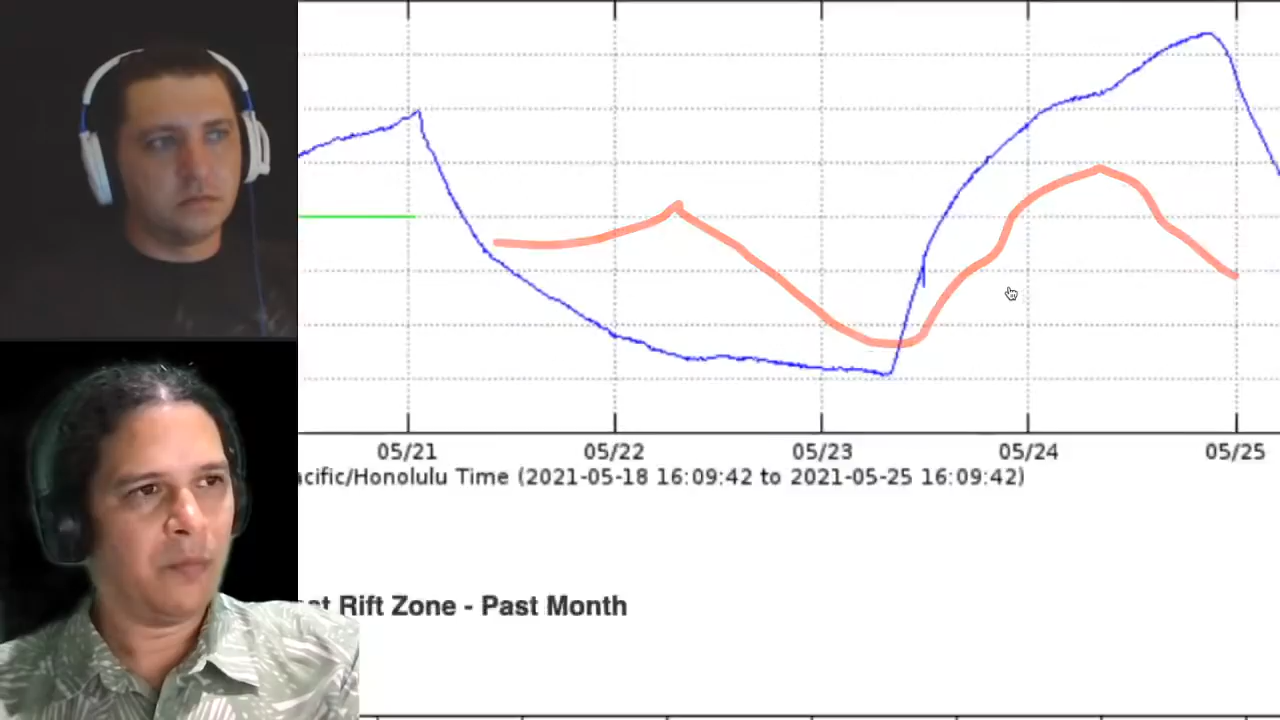 05/21 05/22 05/23 05/24 05/25
acific/Honolulu Time (2021-05-18 16:09:42 to 2021-05-25 16:09:42)
st Rift Zone - Past Month